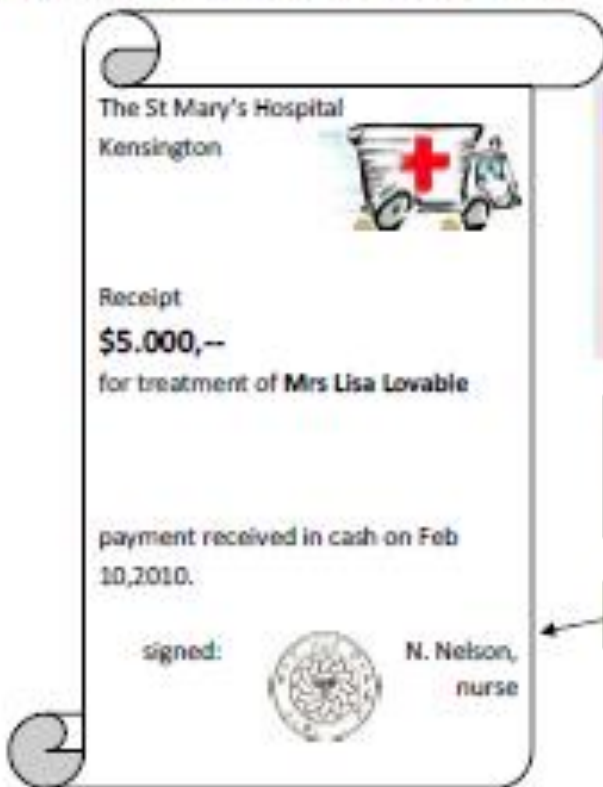 The St Mary's Hospital
Kensington
Receipt
$5.000,--
for treatment of Mrs Lisa Lovable
payment received in cash on Feb
10,2010.
signed:
N. Nelson,
nurse